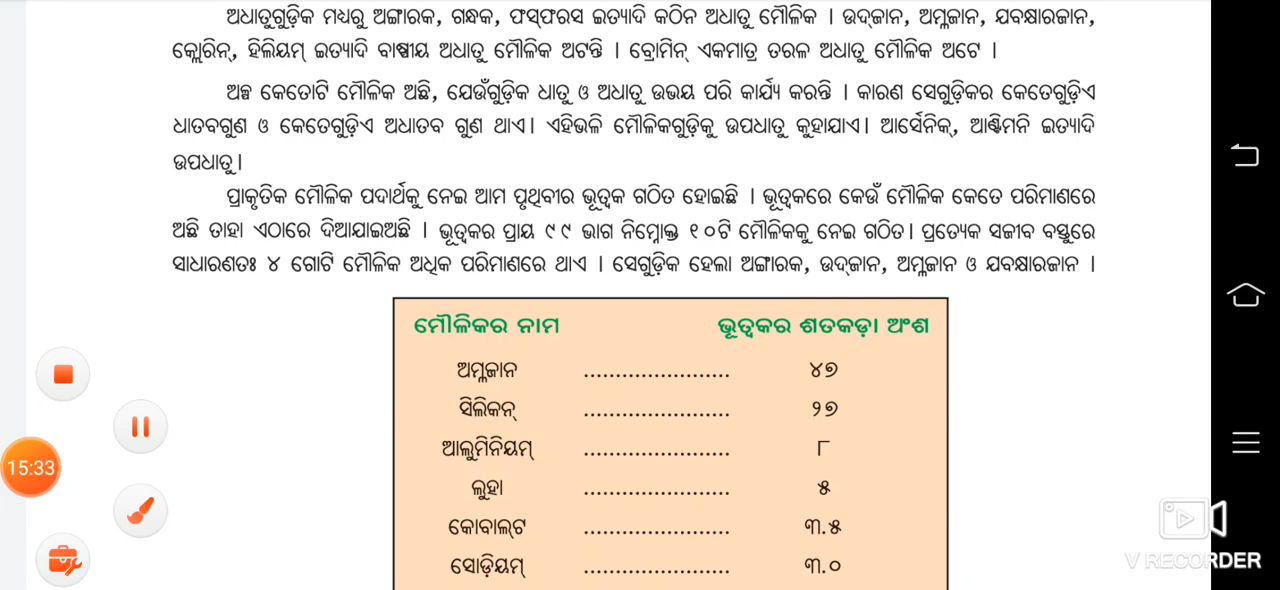 ଅଧାତୁଗୁଡ଼ିକ ମଧ୍ୟରୁ ଅଙ୍ଗାରକ, ଗନ୍ଧକ, ଫସ୍‌ଫରସ ଇତ୍ୟାଦି କଠିନ ଅଧାତୁ ମୌଳିକ । ଉଦ୍‌ଜାନ, ଅମ୍ଳଜାନ, ଯବକ୍ଷାରଜାନ,
କ୍ଲୋରିନ୍, ହିଲିୟମ୍ ଇତ୍ୟାଦି ବାଷ୍ପୀୟ ଅଧାତୁ ମୌଳିକ ଅଟନ୍ତି । ବ୍ରୋମିନ୍ ଏକମାତ୍ର ତରଳ ଅଧାତୁ ମୌଳିକ ଅଟେ ।
ଅଳ୍ପ କେତୋଟି ମୌଳିକ ଅଛି, ଯେଉଁଗୁଡ଼ିକ ଧାତୁ ଓ ଅଧାତୁ ଉଭୟ ପରି କାର୍ଯ୍ୟ କରନ୍ତି । କାରଣ ସେଗୁଡ଼ିକର କେତେଗୁଡ଼ିଏ
ଧାତବଗୁଣ ଓ କେତେଗୁଡ଼ିଏ ଅଧାତବ ଗୁଣ ଥାଏ। ଏହିଭଳି ମୌଳିକଗୁଡ଼ିକୁ ଉପଧାତୁ କୁହାଯାଏ। ଆର୍ସେନିକ୍, ଆଣ୍ଟିମନି ଇତ୍ୟାଦି
ଉପଧାତୁ।
ପ୍ରାକୃତିକ ମୌଳିକ ପଦାର୍ଥକୁ ନେଇ ଆମ ପୃଥିବୀର ଭୂତ୍ୱକ ଗଠିତ ହୋଇଛି । ଭୂତ୍ୱକରେ କେଉଁ ମୌଳିକ କେତେ ପରିମାଣରେ
ଅଛି ତାହା ଏଠାରେ ଦିଆଯାଇଅଛି । ଭୂତ୍ୱକର ପ୍ରାୟ ୯୯ ଭାଗ ନିମ୍ନୋକ୍ତ ୧୦ଟି ମୌଳିକକୁ ନେଇ ଗଠିତ। ପ୍ରତ୍ୟେକ ସଜୀବ ବସ୍ତୁରେ
ସାଧାରଣତଃ ୪ ଗୋଟି ମୌଳିକ ଅଧିକ ପରିମାଣରେ ଥାଏ । ସେଗୁଡ଼ିକ ହେଲା ଅଙ୍ଗାରକ, ଉଦ୍‌ଜାନ, ଅମ୍ଳଜାନ ଓ ଯବକ୍ଷାରଜାନ ।
ମୌଳିକର ନାମ ଭୂତ୍ୱକର ଶତକଡ଼ା ଅଂଶ
ଅମ୍ଳଜାନ ....................... ୪୭
ସିଲିକନ୍ ....................... ୨୭
ଆଲୁମିନିୟମ୍ ....................... ୮
ଲୁହା ....................... ୫
କୋବାଲ୍‌ଟ ....................... ୩.୫
ସୋଡ଼ିୟମ୍ ....................... ୩.୦
15:33
V RECORDER